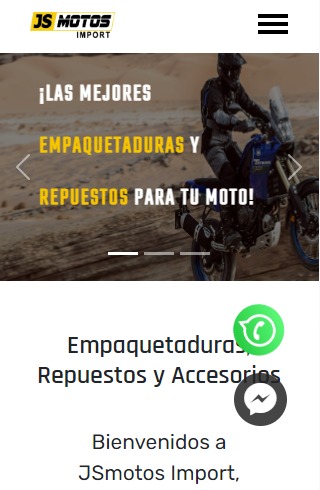 JS MOTOS
IMPORT
¡LAS MEJORES
EMPAQUETADURAS Y
REPUESTOS PARA TU MOTO!
Empaquetaduras,
Repuestos y Accesorios
Bienvenidos a
JSmotos Import,